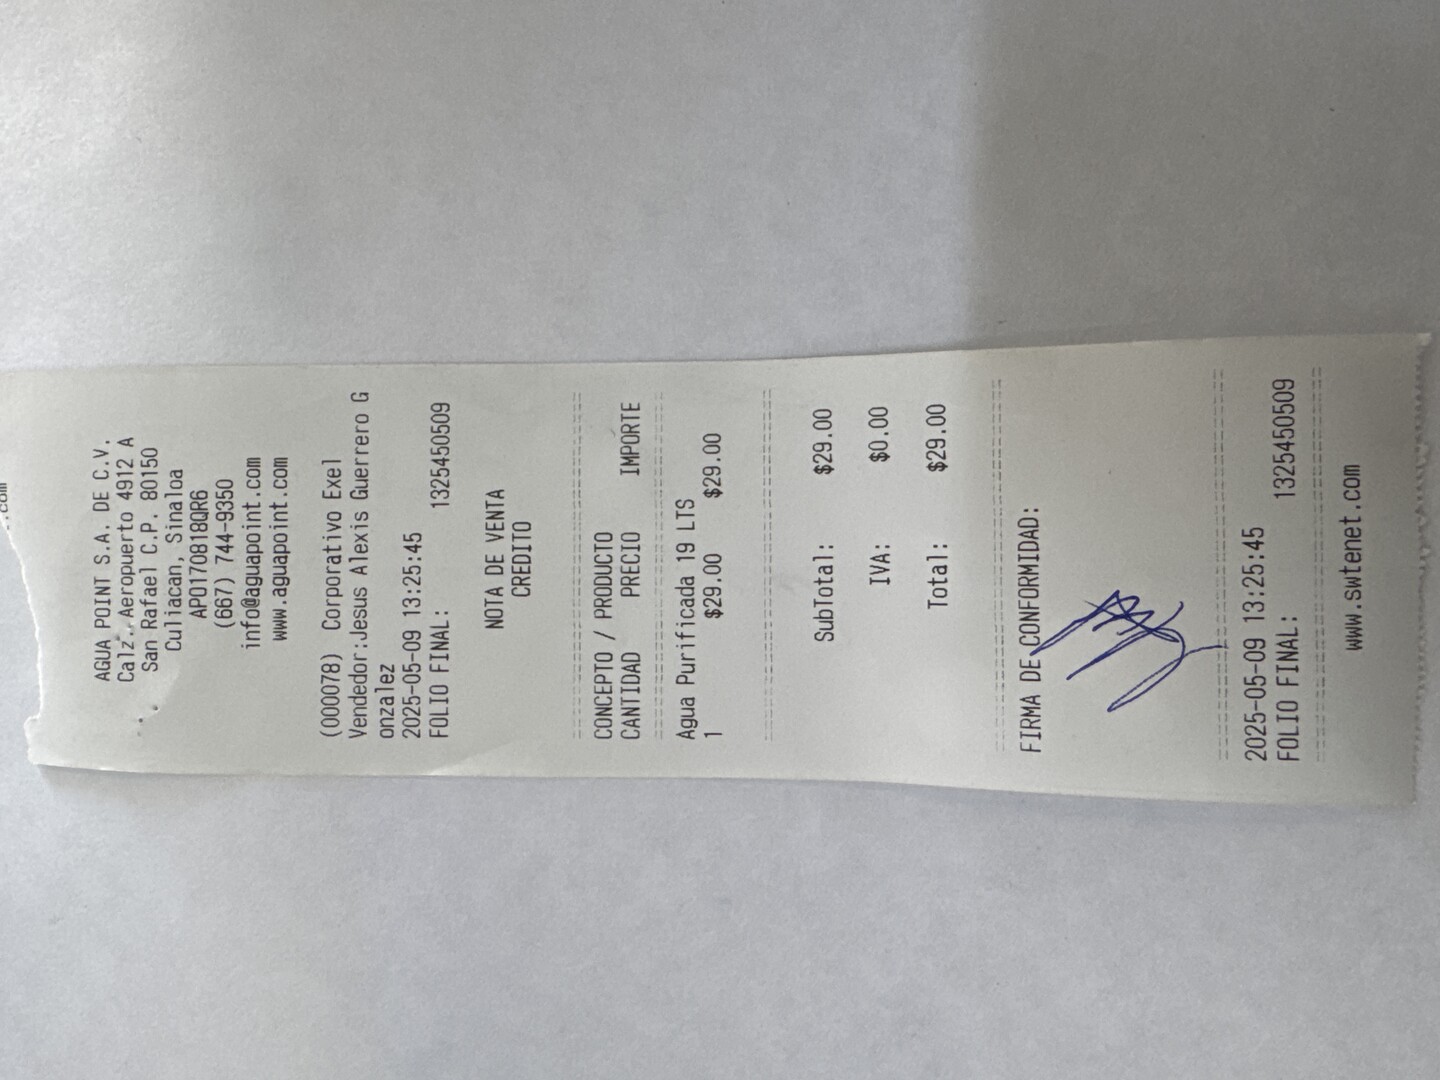 .com
AGUA POINT S.A. DE C.V.
Calz. Aeropuerto 4912 A
San Rafael C.P. 80150
Culiacan, Sinaloa
APO170818QR6
(667) 744-9350
info@aguapoint.com
www.aguapoint.com
(000078) Corporativo Exel
Vendedor:Jesus Alexis Guerrero G
onzalez
2025-05-09 13:25:45
FOLIO FINAL: 1325450509
NOTA DE VENTA
CREDITO
CONCEPTO / PRODUCTO
CANTIDAD PRECIO IMPORTE
Agua Purificada 19 LTS
1 $29.00 $29.00
SubTotal: $29.00
IVA: $0.00
Total: $29.00
FIRMA DE CONFORMIDAD:
2025-05-09 13:25:45
FOLIO FINAL: 1325450509
www.swtenet.com